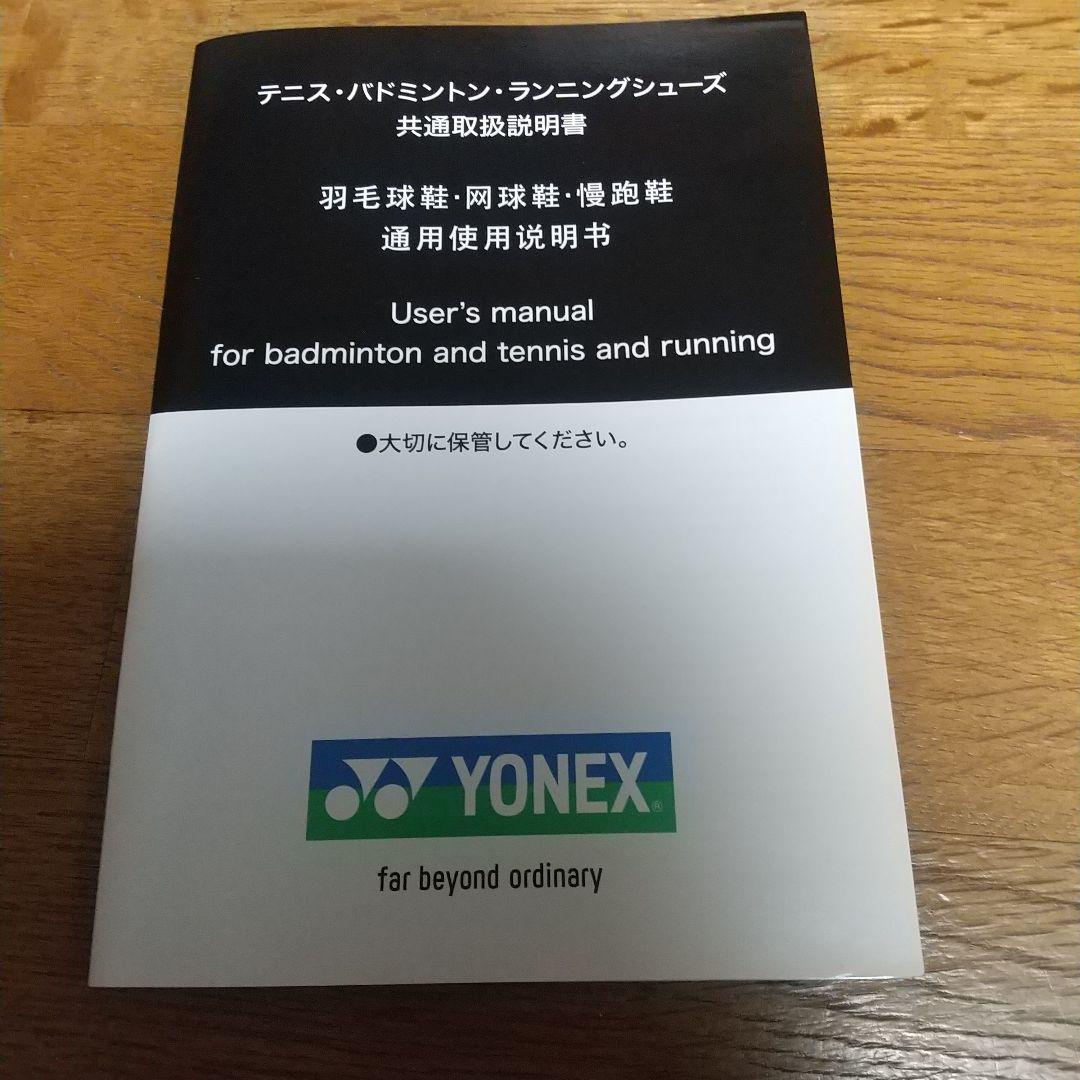 テニス・バドミントン・ランニングシューズ
共通取扱説明書
羽毛球鞋·网球鞋·慢跑鞋
通用使用说明书
User's manual
for badminton and tennis and running
●大切に保管してください。
YONEX®
far beyond ordinary